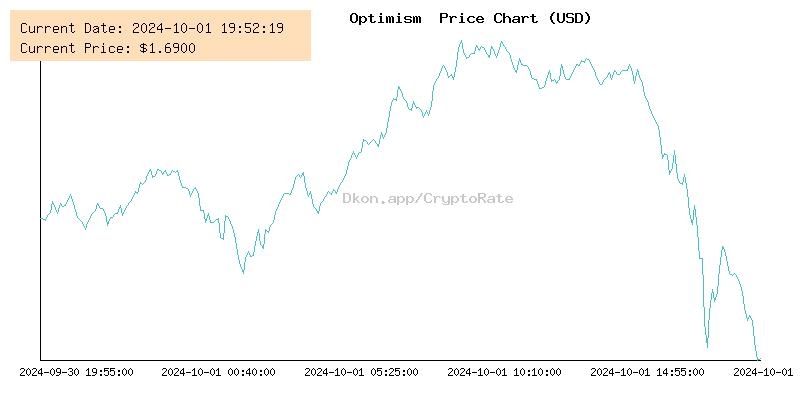 Optimism  Price Chart (USD)
Current Date: 2024-10-01 19:52:19
Current Price: $1.6900
Dkon.app/CryptoRate
2024-09-30 19:55:00 2024-10-01 00:40:00 2024-10-01 05:25:00 2024-10-01 10:10:00 2024-10-01 14:55:00 2024-10-01